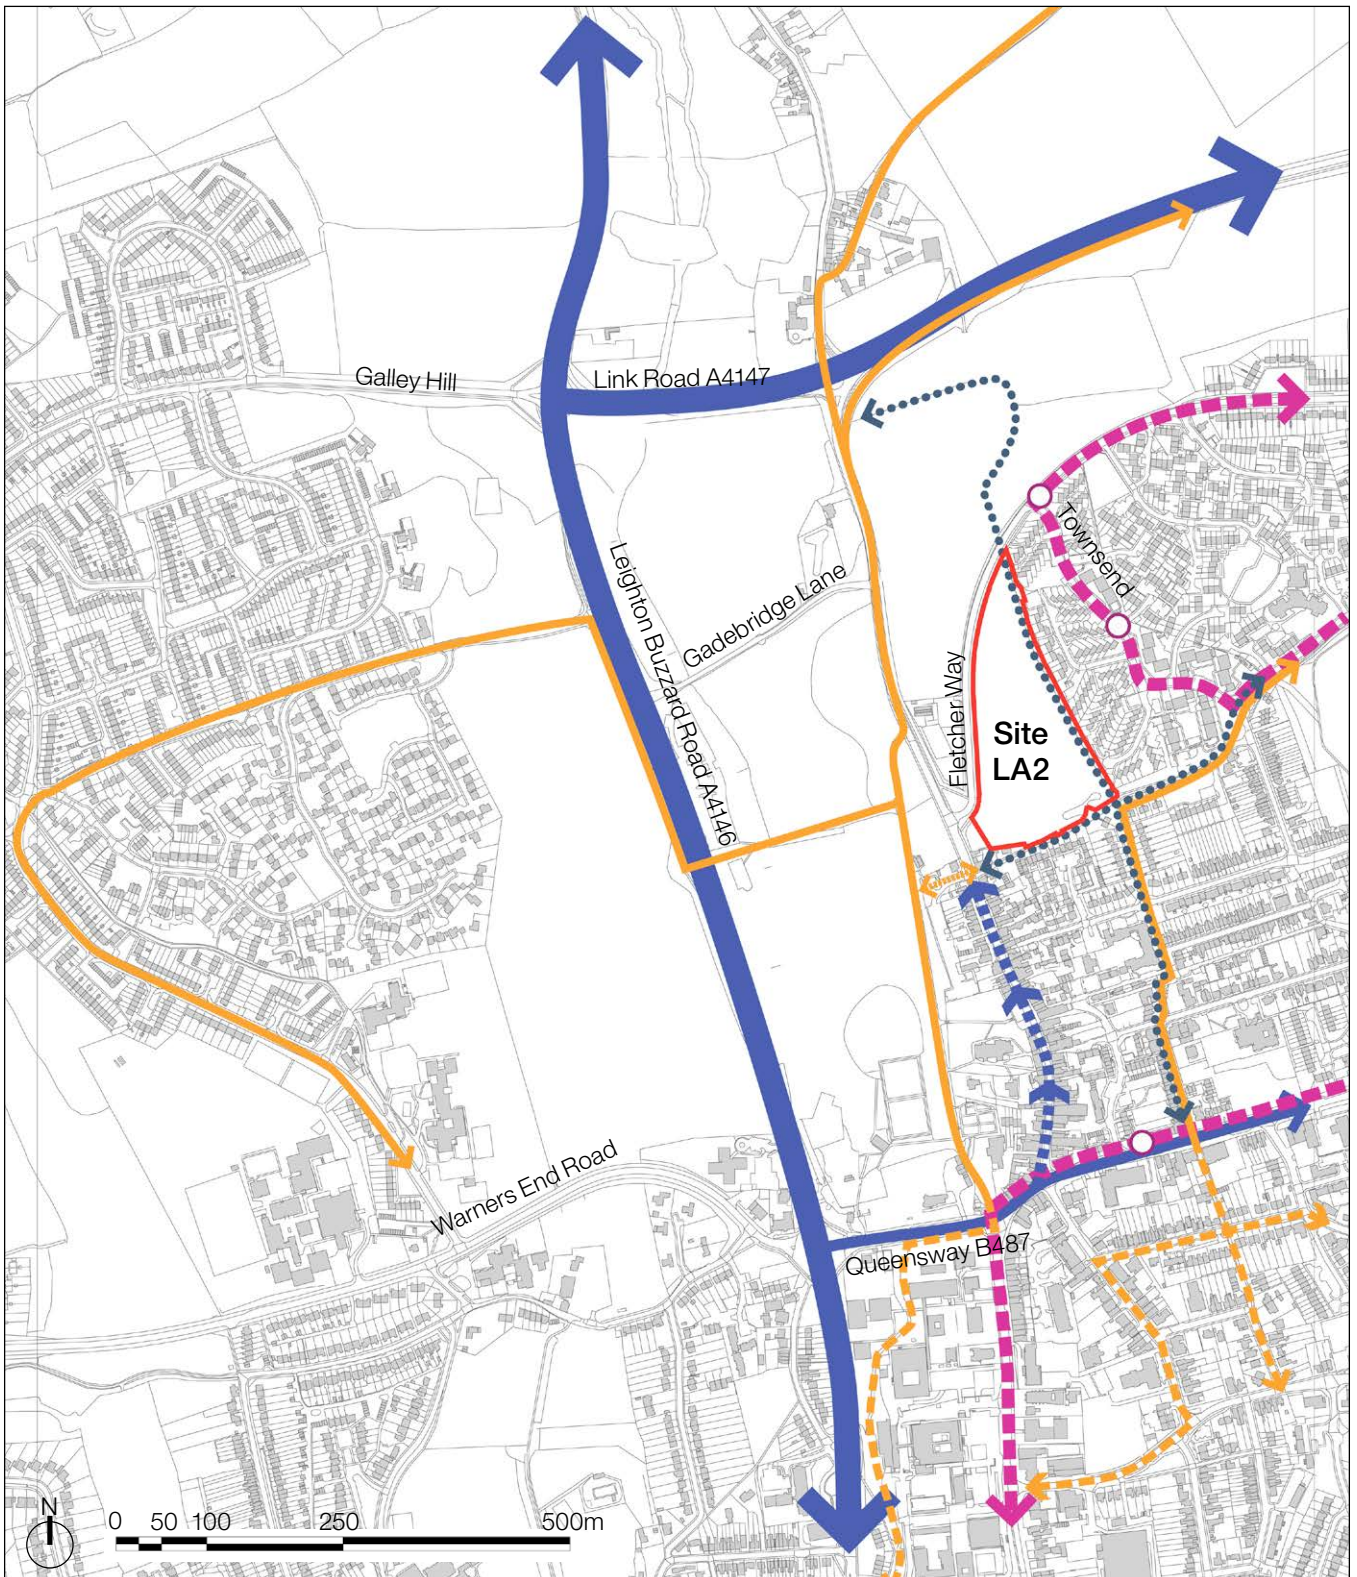 Galley Hill
Link Road A4147
Townsend
Leighton Buzzard Road A4146
Gadebridge Lane
Fletcher Way
Site
LA2
Warners End Road
Queensway B487
N
0 50 100 250 500m